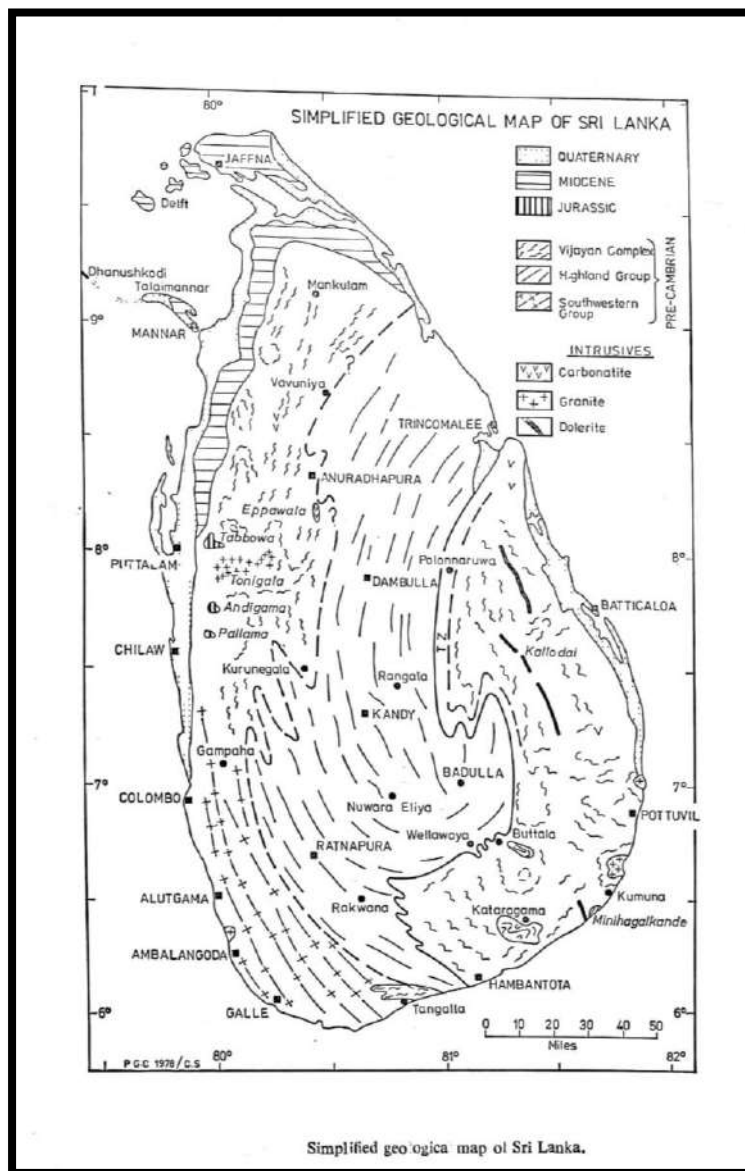 80°
SIMPLIFIED GEOLOGICAL MAP OF SRI LANKA
JAFFNA
QUATERNARY
MIOCENE
JURASSIC
Delft
Vijayan Complex
Highland Group
Southwestern Group
PRE-CAMBRIAN
Dhanushkodi
Talaimannar
Mankulam
9°
MANNAR
INTRUSIVES
Carbonatite
Granite
Dolerite
Vavuniya
TRINCOMALEE
ANURADHAPURA
Eppawala
Tabbowa
8°
PUTTALAM
Polonnaruwa
8°
Tonigala
DAMBULLA
Andigama
BATTICALOA
Pallama
CHILAW
TZ
Kallodai
Kurunegala
Rangala
KANDY
Gampaha
BADULLA
7°
7°
COLOMBO
Nuwara Eliya
POTTUVIL
Wellawaya
Buttala
RATNAPURA
ALUTGAMA
Rakwana
Kumuna
Kataragama
Minihagalkande
AMBALANGODA
HAMBANTOTA
6°
GALLE
Tangalla
6°
0 10 20 30 40 50
Miles
P G·C 1978/C.S
80°
81°
82°
Simplified geologica map of Sri Lanka.